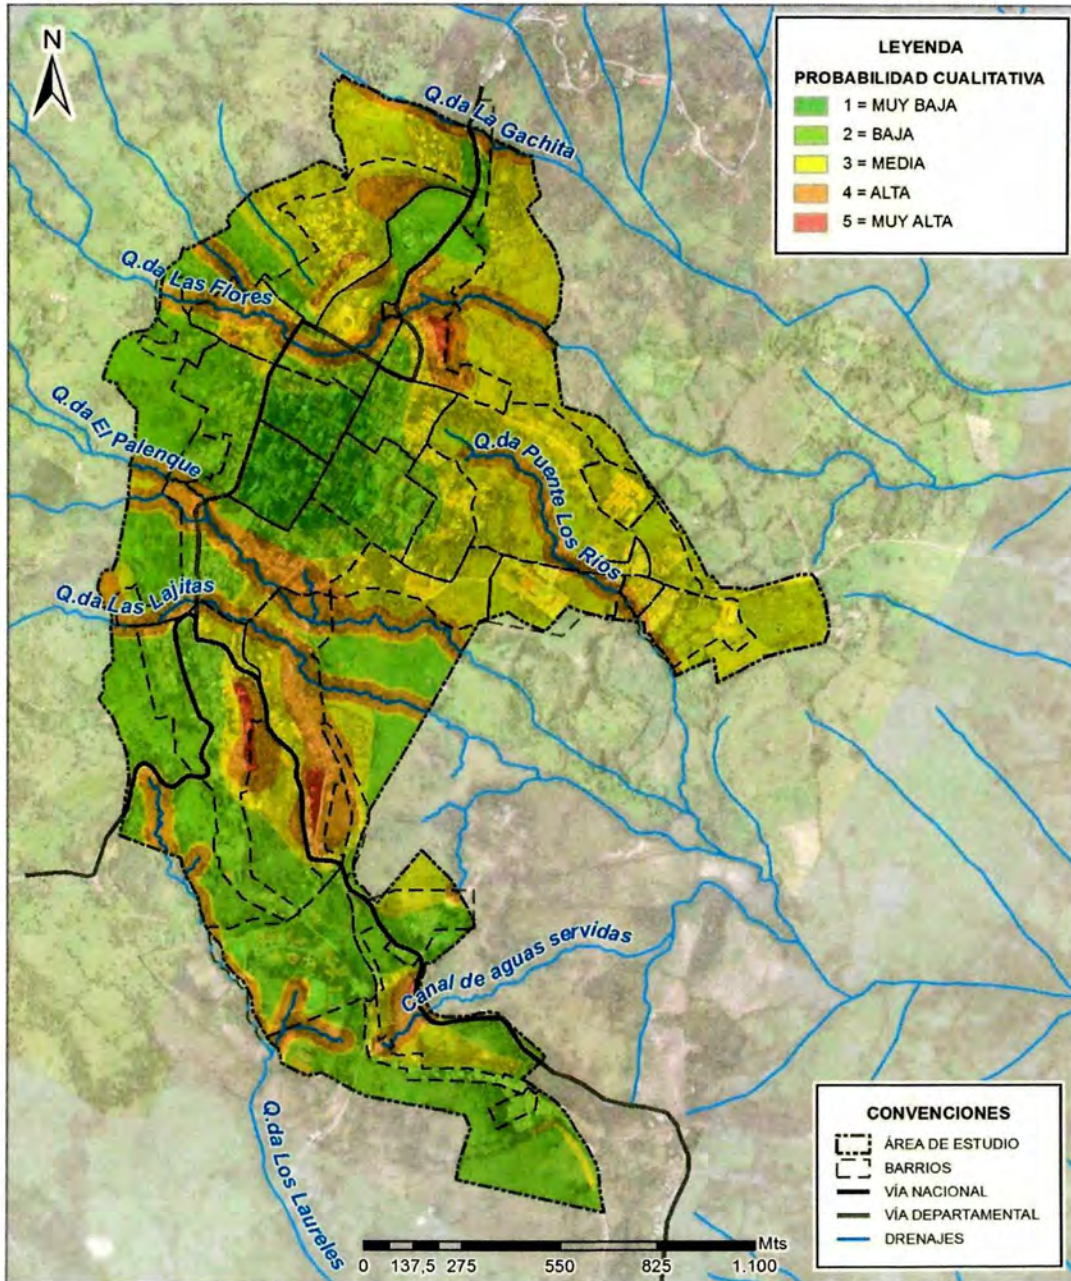 N
LEYENDA
PROBABILIDAD CUALITATIVA
1 = MUY BAJA
2 = BAJA
3 = MEDIA
4 = ALTA
5 = MUY ALTA
Q.da La Gachita
Q.da Las Flores
Q.da El Palenque
Q.da Puente Los Ríos
Q.da Las Lajitas
Canal de aguas servidas
Q.da Los Laureles
CONVENCIONES
ÁREA DE ESTUDIO
BARRIOS
VÍA NACIONAL
VÍA DEPARTAMENTAL
DRENAJES
Mts
0 137,5 275 550 825 1.100